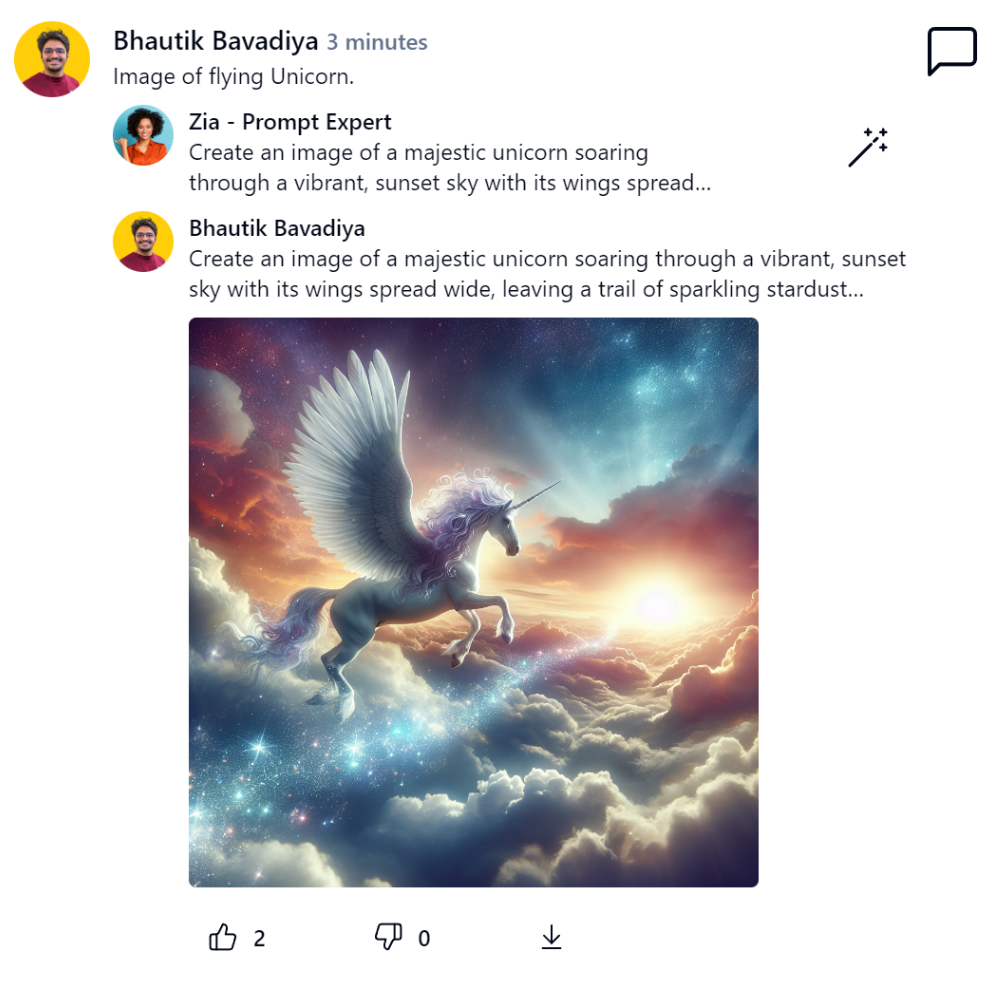 Bhautik Bavadiya 3 minutes
Image of flying Unicorn.
Zia - Prompt Expert
Create an image of a majestic unicorn soaring
through a vibrant, sunset sky with its wings spread...
Bhautik Bavadiya
Create an image of a majestic unicorn soaring through a vibrant, sunset
sky with its wings spread wide, leaving a trail of sparkling stardust...
2 0